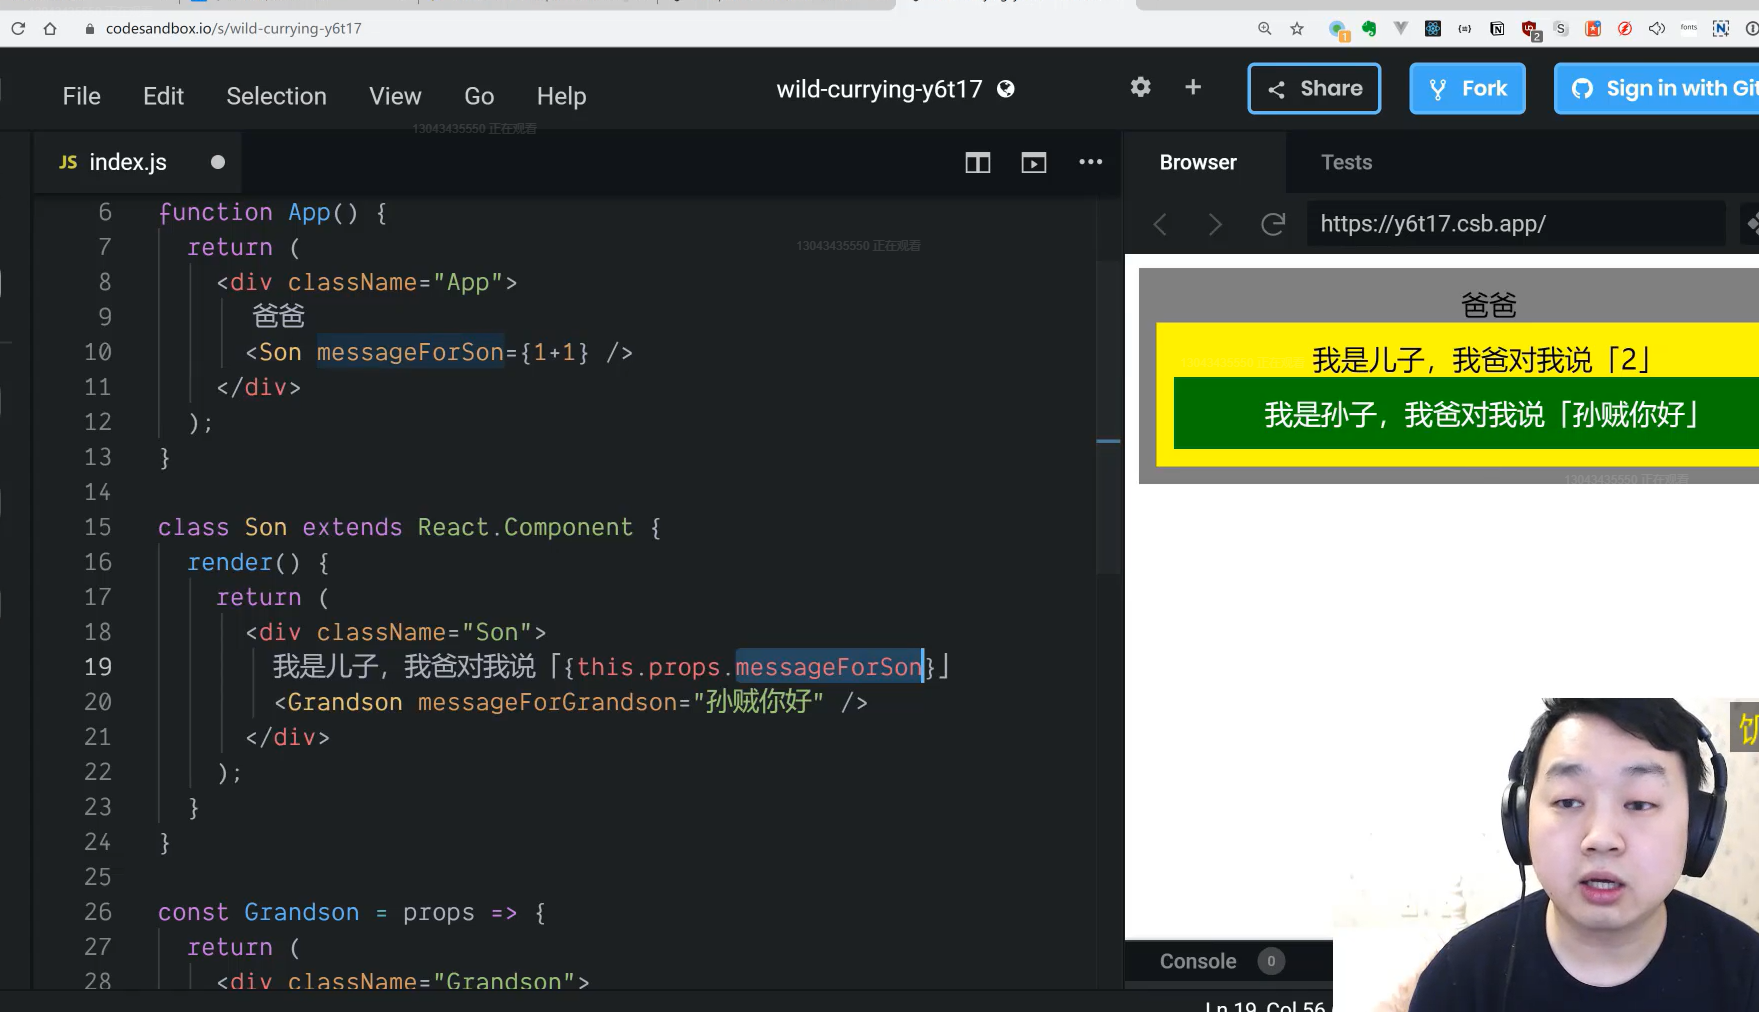 codesandbox.io/s/wild-currying-y6t17
File Edit Selection View Go Help
wild-currying-y6t17
Share
Fork
Sign in with Git
13043435550 正在观看
JS index.js
Browser
Tests
https://y6t17.csb.app/
13043435550 正在观看
6 function App() {
7 return (
8 <div className="App">
9 爸爸
10 <Son messageForSon={1+1} />
11 </div>
12 );
13 }
14
15 class Son extends React.Component {
16 render() {
17 return (
18 <div className="Son">
19 我是儿子，我爸对我说「{this.props.messageForSon}」
20 <Grandson messageForGrandson="孙贼你好" />
21 </div>
22 );
23 }
24 }
25
26 const Grandson = props => {
27 return (
28 <div className="Grandson">
爸爸
我是儿子，我爸对我说「2」
我是孙子，我爸对我说「孙贼你好」
13043435550 正在观看
Console 0
Ln 19, Col 56